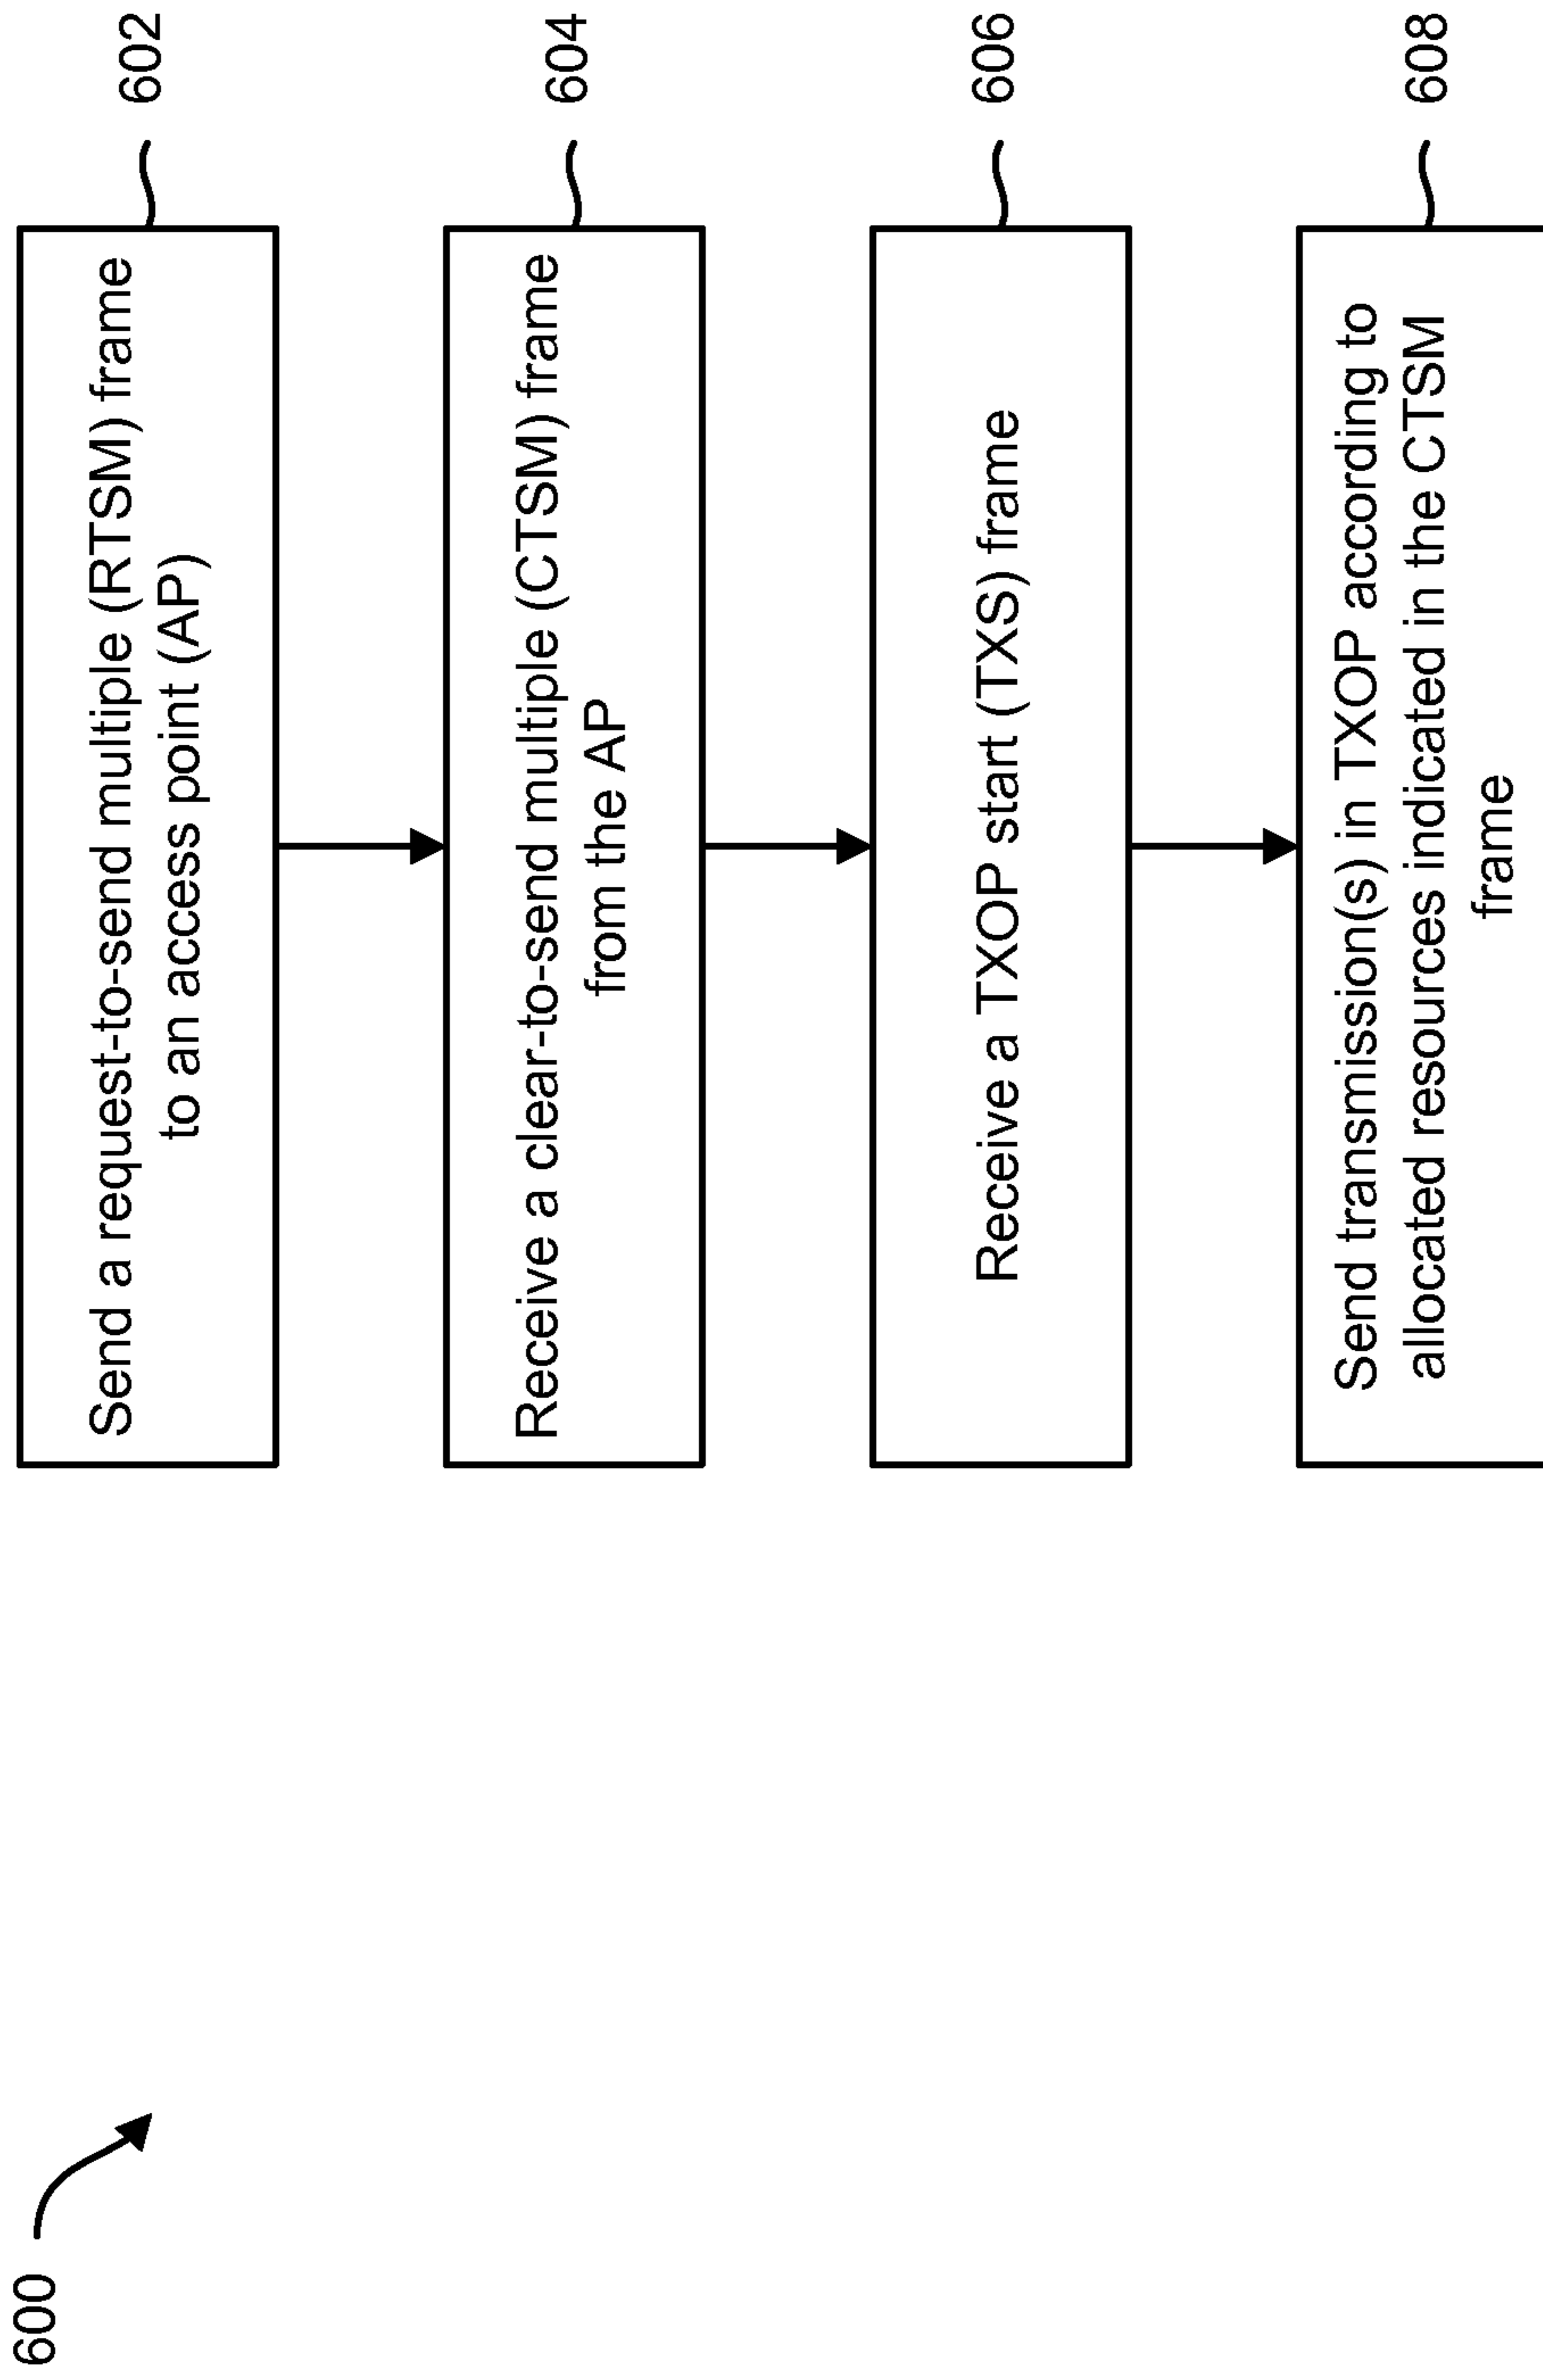 600
Send a request-to-send multiple (RTSM) frame
to an access point (AP)
602
Receive a clear-to-send multiple (CTSM) frame
from the AP
604
Receive a TXOP start (TXS) frame
606
Send transmission(s) in TXOP according to
allocated resources indicated in the CTSM
frame
608